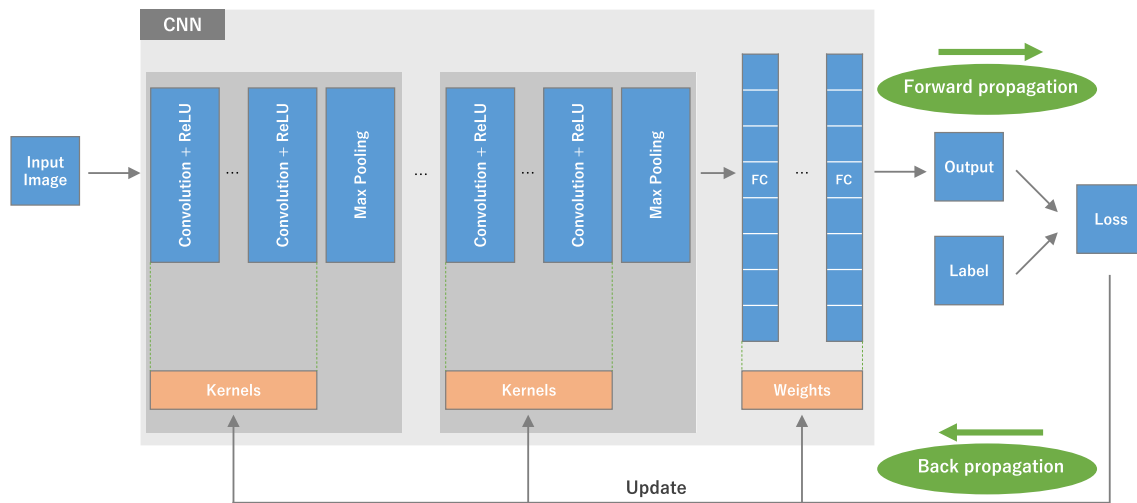 CNN
Forward propagation
Input
Image
Convolution + ReLU
...
Convolution + ReLU
Max Pooling
...
Convolution + ReLU
...
Convolution + ReLU
Max Pooling
FC
...
FC
Output
Label
Loss
Kernels
Kernels
Weights
Back propagation
Update